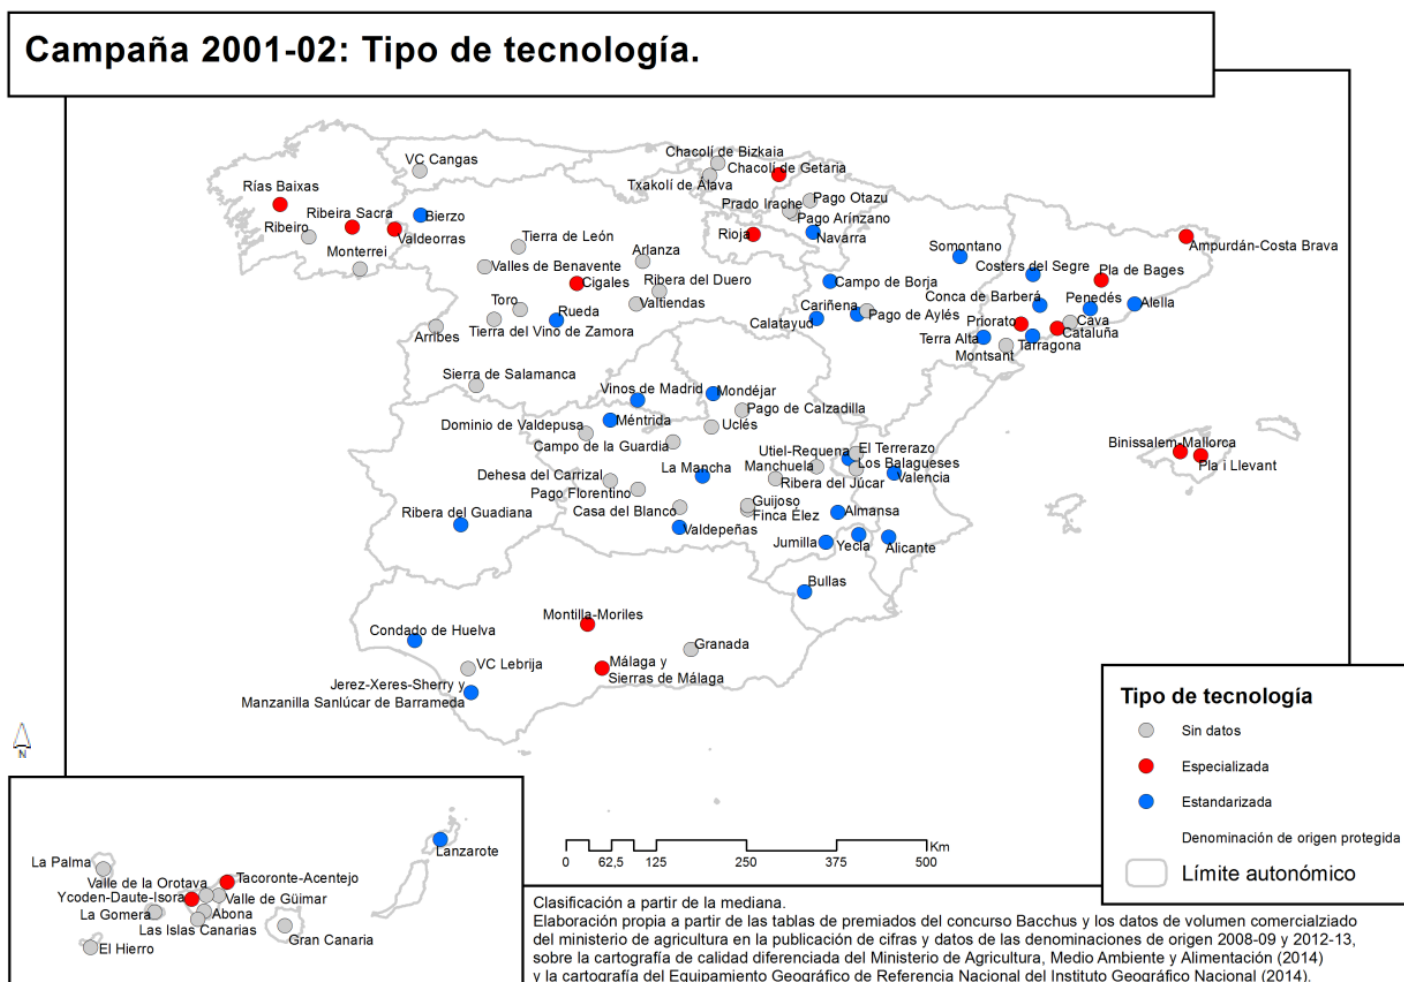 Campaña 2001-02: Tipo de tecnología.
Chacolí de Bizkaia
VC Cangas
Chacolí de Getaria
Txakolí de Álava
Rías Baixas
Pago Otazu
Prado Irache
Ribeira Sacra
Bierzo
Pago Arínzano
Ribeiro
Valdeorras
Rioja
Navarra
Tierra de León
Somontano
Ampurdán-Costa Brava
Monterrei
Arlanza
Valles de Benavente
Costers del Segre
Pla de Bages
Cigales
Ribera del Duero
Campo de Borja
Toro
Valtiendas
Conca de Barberá
Penedés
Alella
Rueda
Cariñena
Pago de Aylés
Tierra del Vino de Zamora
Calatayud
Priorato
Cava
Cataluña
Arribes
Terra Alta
Tarragona
Montsant
Sierra de Salamanca
Vinos de Madrid
Mondéjar
Pago de Calzadilla
Dominio de Valdepusa
Méntrida
Uclés
Campo de la Guardia
Binissalem-Mallorca
Utiel-Requena
El Terrerazo
Manchuela
Los Balagueses
Pla i Llevant
La Mancha
Dehesa del Carrizal
Valencia
Ribera del Júcar
Pago Florentino
Guijoso
Casa del Blanco
Finca Élez
Ribera del Guadiana
Almansa
Valdepeñas
Jumilla
Yecla
Alicante
Bullas
Montilla-Moriles
Condado de Huelva
Granada
VC Lebrija
Málaga y
Sierras de Málaga
Jerez-Xeres-Sherry y
Manzanilla Sanlúcar de Barrameda
N
Tipo de tecnología
Sin datos
Especializada
Estandarizada
Denominación de origen protegida
Límite autonómico
Km
0 62,5 125 250 375 500
Lanzarote
La Palma
Tacoronte-Acentejo
Valle de la Orotava
Ycoden-Daute-Isora
Valle de Güimar
La Gomera
Abona
Las Islas Canarias
Gran Canaria
El Hierro
Clasificación a partir de la mediana.
Elaboración propia a partir de las tablas de premiados del concurso Bacchus y los datos de volumen comercialziado
del ministerio de agricultura en la publicación de cifras y datos de las denominaciones de origen 2008-09 y 2012-13,
sobre la cartografía de calidad diferenciada del Ministerio de Agricultura, Medio Ambiente y Alimentación (2014)
y la cartografía del Equipamiento Geográfico de Referencia Nacional del Instituto Geográfico Nacional (2014).